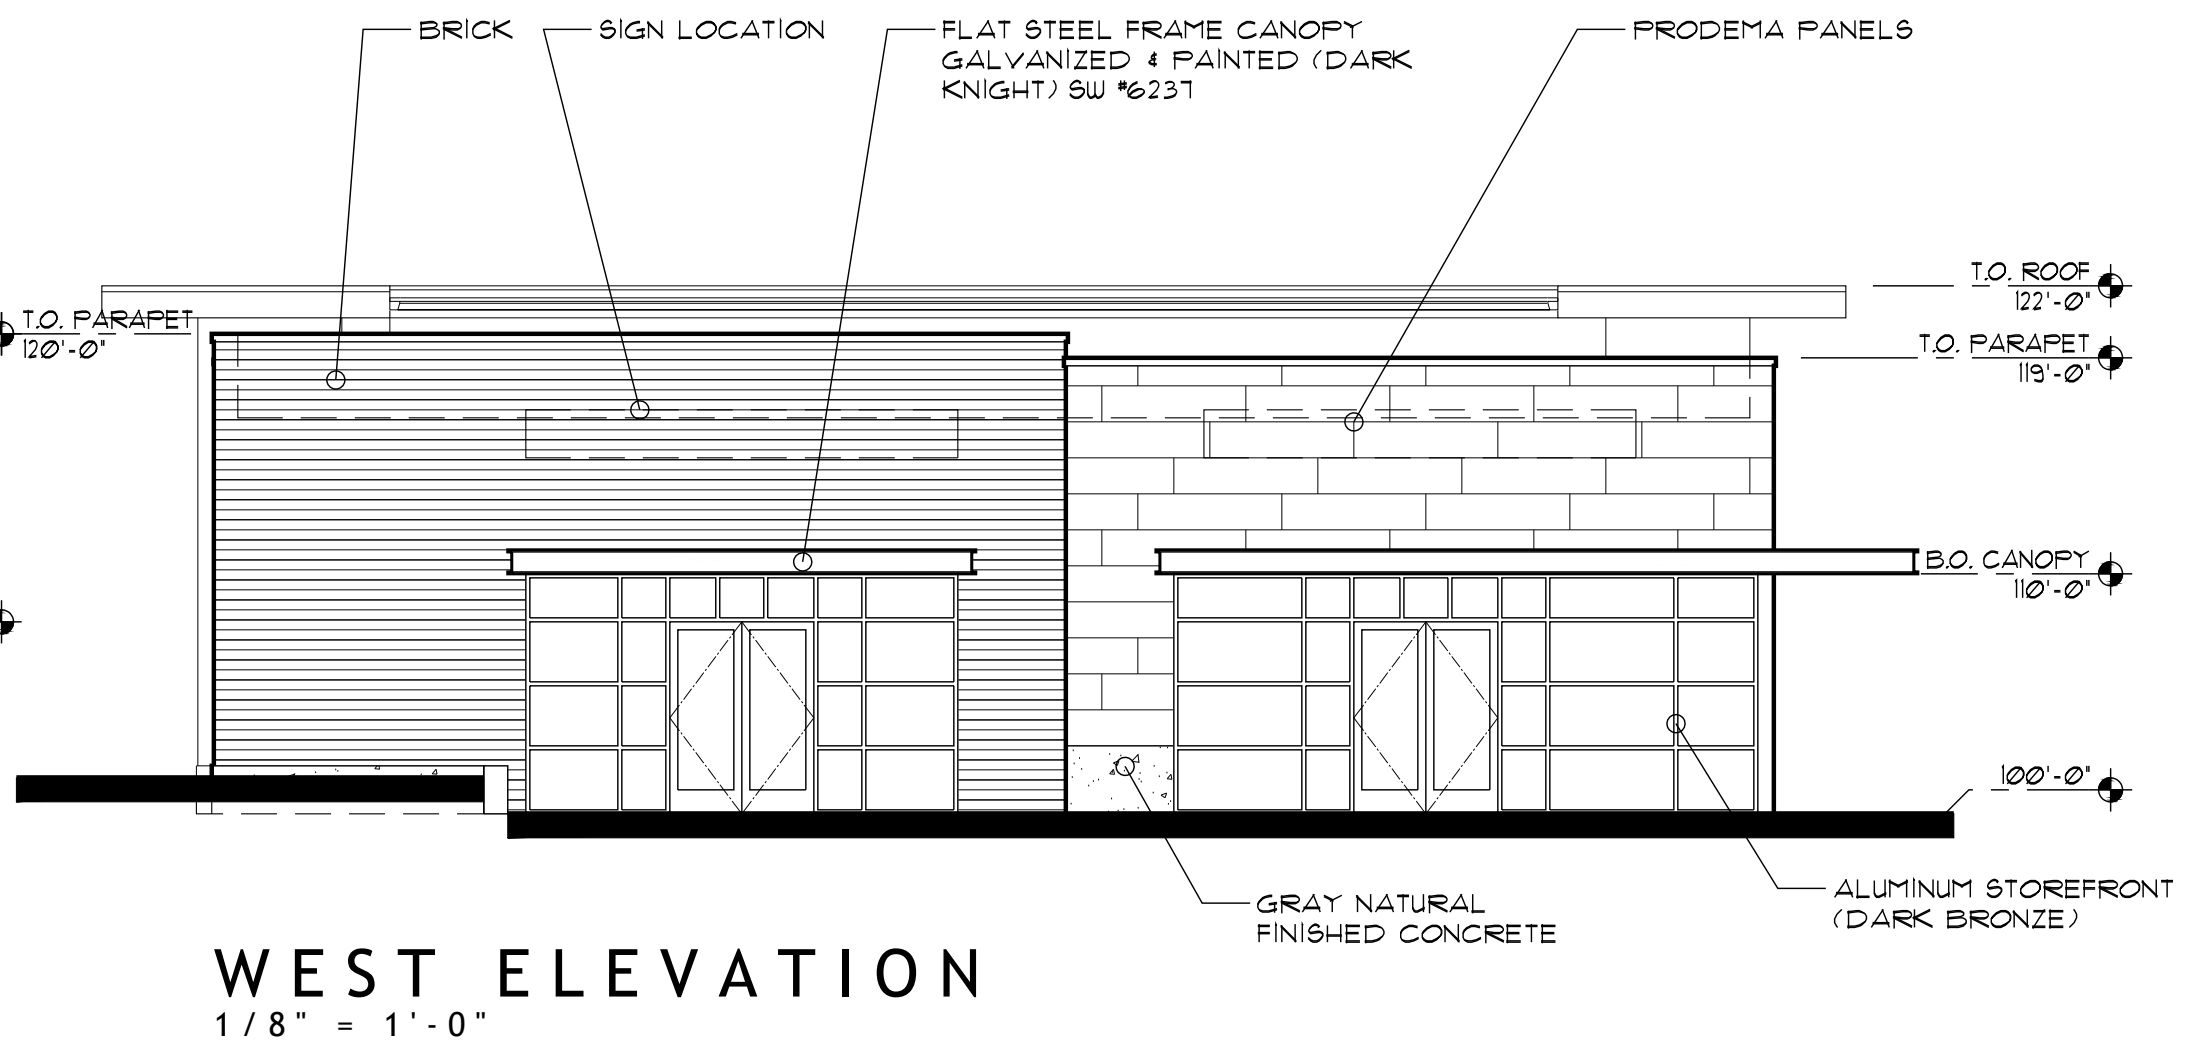 BRICK
SIGN LOCATION
FLAT STEEL FRAME CANOPY
GALVANIZED & PAINTED (DARK
KNIGHT) SW #6237
PRODEMA PANELS
T.O. ROOF
122'-0"
T.O. PARAPET
120'-0"
T.O. PARAPET
119'-0"
B.O. CANOPY
110'-0"
100'-0"
GRAY NATURAL
FINISHED CONCRETE
ALUMINUM STOREFRONT
(DARK BRONZE)
WEST ELEVATION
1/8" = 1'-0"